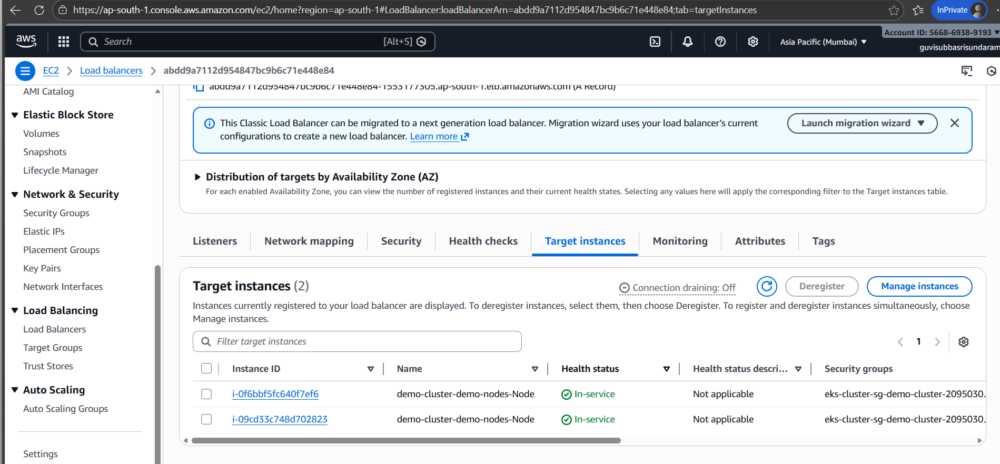 https://ap-south-1.console.aws.amazon.com/ec2/home?region=ap-south-1#LoadBalancer:loadBalancerArn=abdd9a7112d954847bc9b6c71e448e84;tab=targetInstances
InPrivate
aws
Search
[Alt+S]
Asia Pacific (Mumbai)
Account ID: 5668-6938-9193
guvisubbasrisundaram
EC2
Load balancers
abdd9a7112d954847bc9b6c71e448e84
AMI Catalog
Elastic Block Store
Volumes
Snapshots
Lifecycle Manager
Network & Security
Security Groups
Elastic IPs
Placement Groups
Key Pairs
Network Interfaces
Load Balancing
Load Balancers
Target Groups
Trust Stores
Auto Scaling
Auto Scaling Groups
Settings
abdd9a7112d954847bc9b6c71e448e84-1553177305.ap-south-1.elb.amazonaws.com (A Record)
This Classic Load Balancer can be migrated to a next generation load balancer. Migration wizard uses your load balancer’s current
configurations to create a new load balancer. Learn more
Launch migration wizard
Distribution of targets by Availability Zone (AZ)
For each enabled Availability Zone, you can view the number of registered instances and their current health states. Selecting any values here will apply the corresponding filter to the Target instances table.
Listeners
Network mapping
Security
Health checks
Target instances
Monitoring
Attributes
Tags
Target instances (2)
Connection draining: Off
Deregister
Manage instances
Instances currently registered to your load balancer are displayed. To deregister instances, select them, then choose Deregister. To register and deregister instances simultaneously, choose
Manage instances.
Filter target instances
1
Instance ID Name Health status Health status descri... Security groups
i-0f6bbf5fc640f7ef6 demo-cluster-demo-nodes-Node In-service Not applicable eks-cluster-sg-demo-cluster-2095030.
i-09cd33c748d702823 demo-cluster-demo-nodes-Node In-service Not applicable eks-cluster-sg-demo-cluster-2095030.